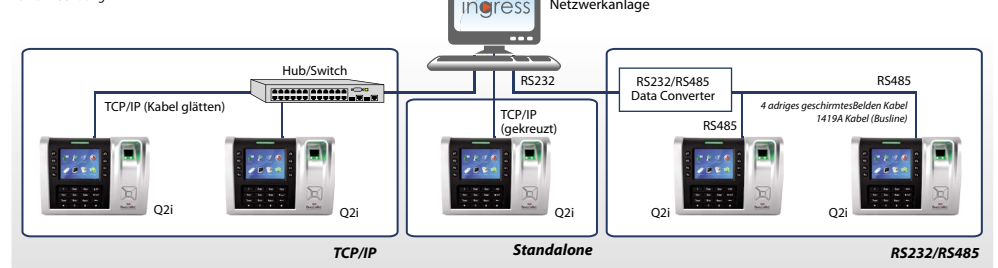 ingress
Netzwerkanlage
Hub/Switch
TCP/IP (Kabel glätten)
RS232
TCP/IP
(gekreuzt)
RS232/RS485
Data Converter
RS485
RS485
4 adriges geschirmtesBelden Kabel
1419A Kabel (Busline)
Q2i
Q2i
Q2i
Q2i
Q2i
TCP/IP
Standalone
RS232/RS485